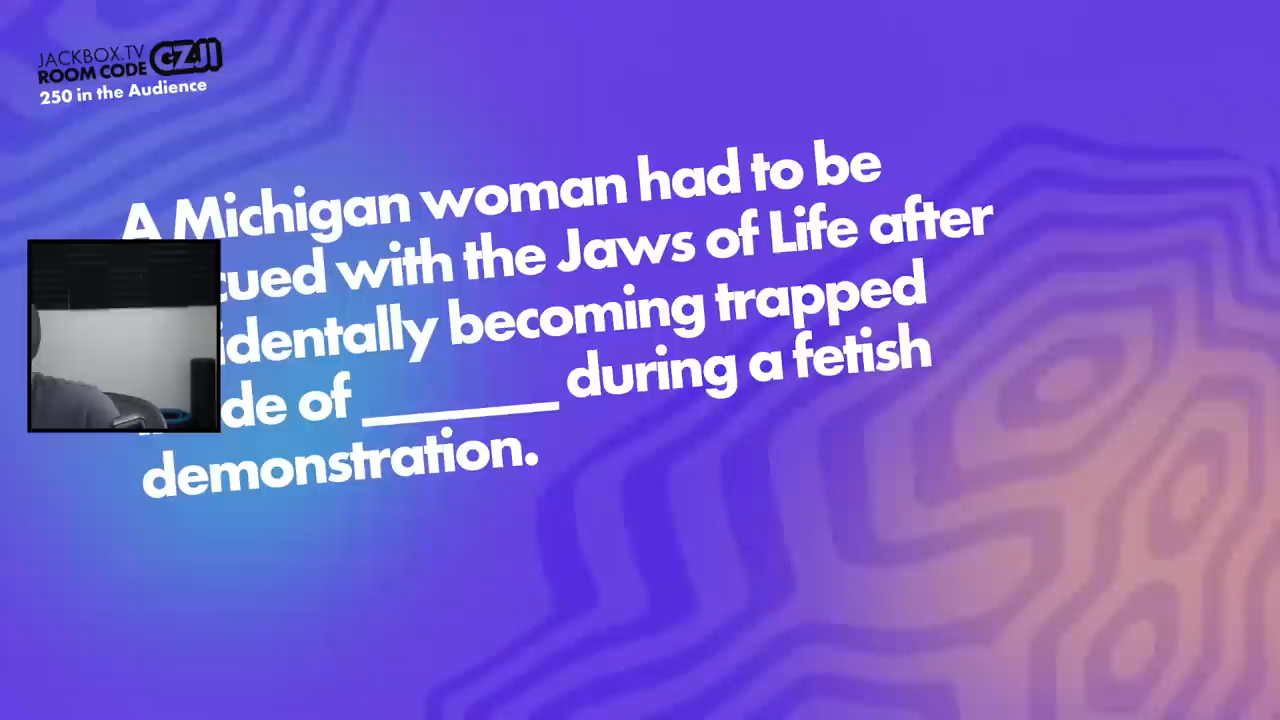 JACKBOX.TV
ROOM CODE GZJI
250 in the Audience
A Michigan woman had to be
cued with the Jaws of Life after
identally becoming trapped
de of ______ during a fetish
demonstration.